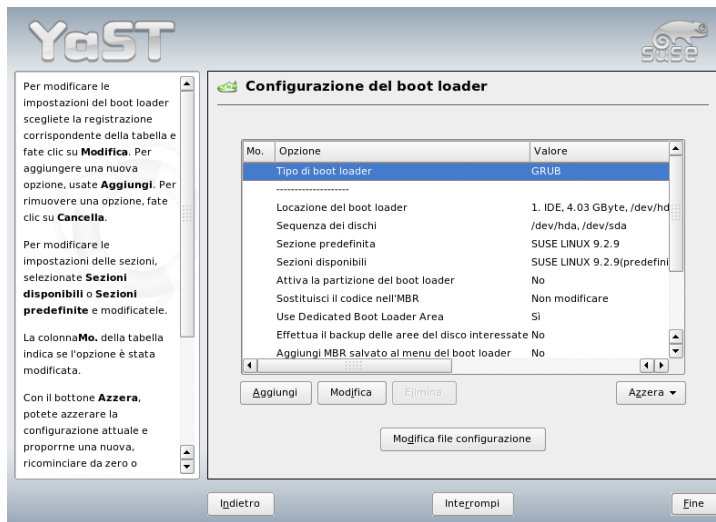 YaST
SUSE
Per modificare le
impostazioni del boot loader
scegliete la registrazione
corrispondente della tabella e
fate clic su Modifica. Per
aggiungere una nuova
opzione, usate Aggiungi. Per
rimuovere una opzione, fate
clic su Cancella.
Per modificare le
impostazioni delle sezioni,
selezionate Sezioni
disponibili o Sezioni
predefinite e modificatele.
La colonnaMo. della tabella
indica se l'opzione è stata
modificata.
Con il bottone Azzera,
potete azzerare la
configurazione attuale e
proporrne una nuova,
ricominciare da zero o
Configurazione del boot loader
Mo. Opzione Valore
Tipo di boot loader GRUB
--------------------
Locazione del boot loader 1. IDE, 4.03 GByte, /dev/hd
Sequenza dei dischi /dev/hda, /dev/sda
Sezione predefinita SUSE LINUX 9.2.9
Sezioni disponibili SUSE LINUX 9.2.9(predefini
Attiva la partizione del boot loader No
Sostituisci il codice nell'MBR Non modificare
Use Dedicated Boot Loader Area Sì
Effettua il backup delle aree del disco interessate No
Aggiungi MBR salvato al menu del boot loader No
Aggiungi Modifica Elimina Azzera
Modifica file configurazione
Indietro Interrompi Fine